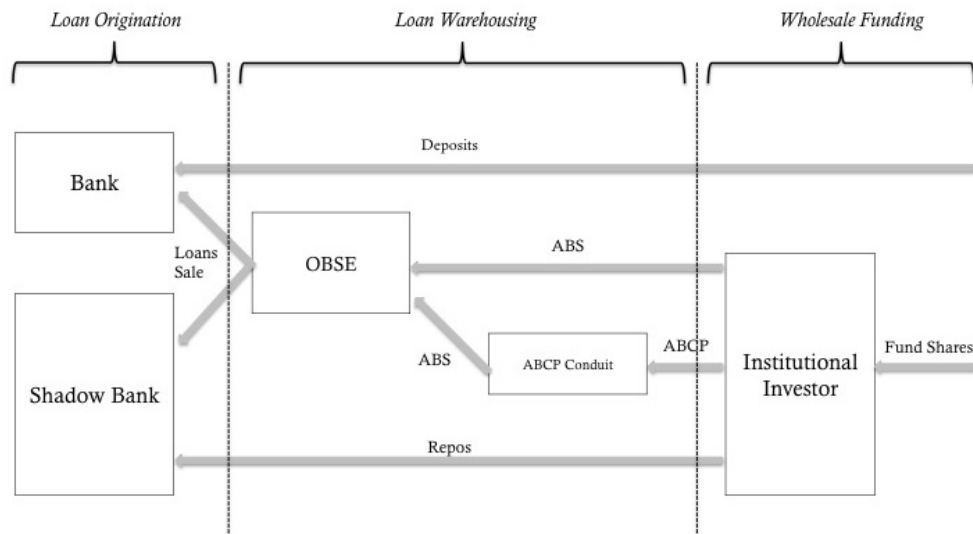 Loan Origination
Loan Warehousing
Wholesale Funding
Deposits
Bank
Loans
Sale
OBSE
ABS
ABS
ABCP Conduit
ABCP
Institutional
Investor
Fund Shares
Shadow Bank
Repos